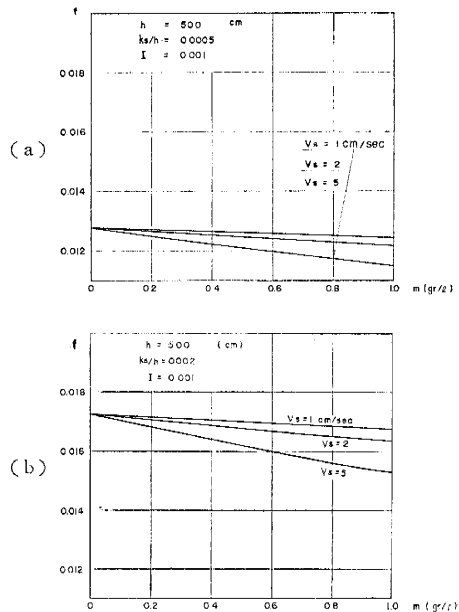 f
h = 500 cm
ks/h = 0.0005
I = 0.001
0.018
0.016
(a)
Vs = 1 cm/sec
Vs = 2
Vs = 5
0.014
0.012
0 0.2 0.4 0.6 0.8 1.0 m (gr/ℓ)
f
h = 500 (cm)
ks/h = 0.002
I = 0.001
0.018
Vs = 1 cm/sec
Vs = 2
0.016
(b)
Vs = 5
0.014
0.012
0 0.2 0.4 0.6 0.8 1.0 m (gr/ℓ)